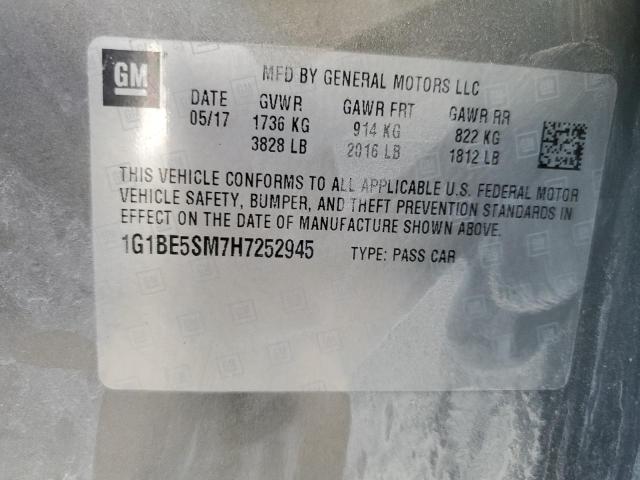 GM
MFD BY GENERAL MOTORS LLC
DATE GVWR GAWR FRT GAWR RR
05/17 1736 KG 914 KG 822 KG
3828 LB 2016 LB 1812 LB
THIS VEHICLE CONFORMS TO ALL APPLICABLE U.S. FEDERAL MOTOR
VEHICLE SAFETY, BUMPER, AND THEFT PREVENTION STANDARDS IN
EFFECT ON THE DATE OF MANUFACTURE SHOWN ABOVE.
1G1BE5SM7H7252945 TYPE: PASS CAR